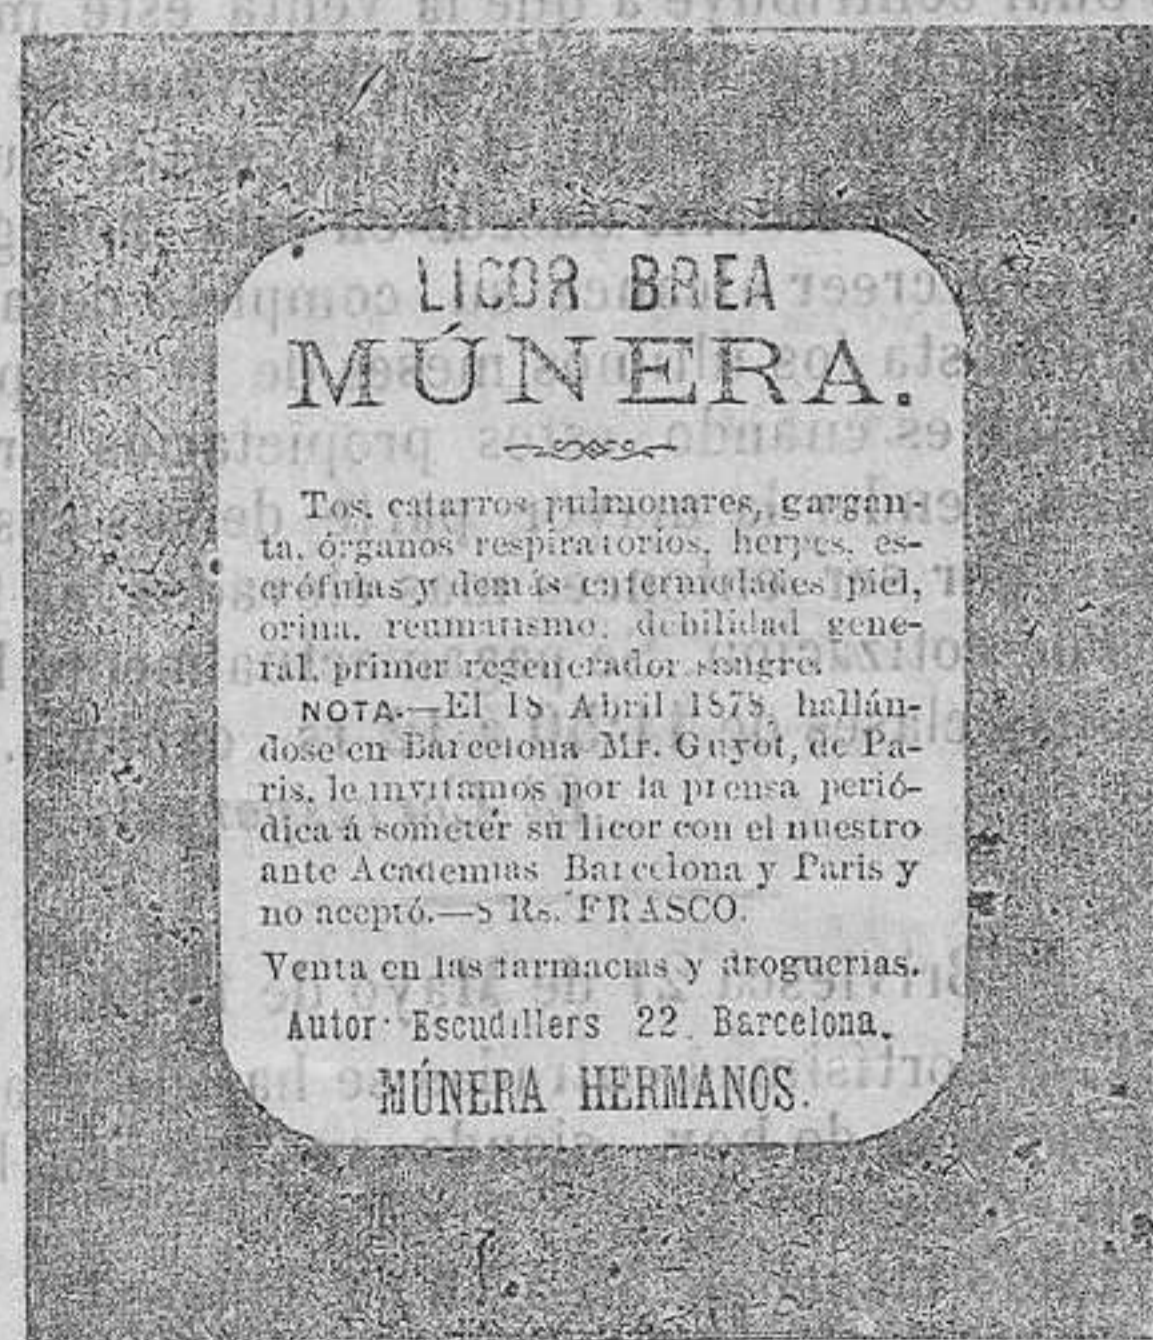 LICOR BREA
MÚNERA.
Tos, catarros pulmonares, gargan-
ta, órganos respiratorios, herpes, es-
crófulas y demás enfermedades piel,
orina, reumatismo, debilidad gene-
ral, primer regenerador sangre.
NOTA.—El 18 Abril 1878, hallán-
dose en Barcelona Mr. Guyot, de Pa-
ris, le invitamos por la prensa perió-
dica á someter su licor con el nuestro
ante Academias Barcelona y Paris y
no aceptó.—8 Rs. FRASCO.
Venta en las farmacias y droguerias.
Autor: Escudillers 22. Barcelona.
MÚNERA HERMANOS.